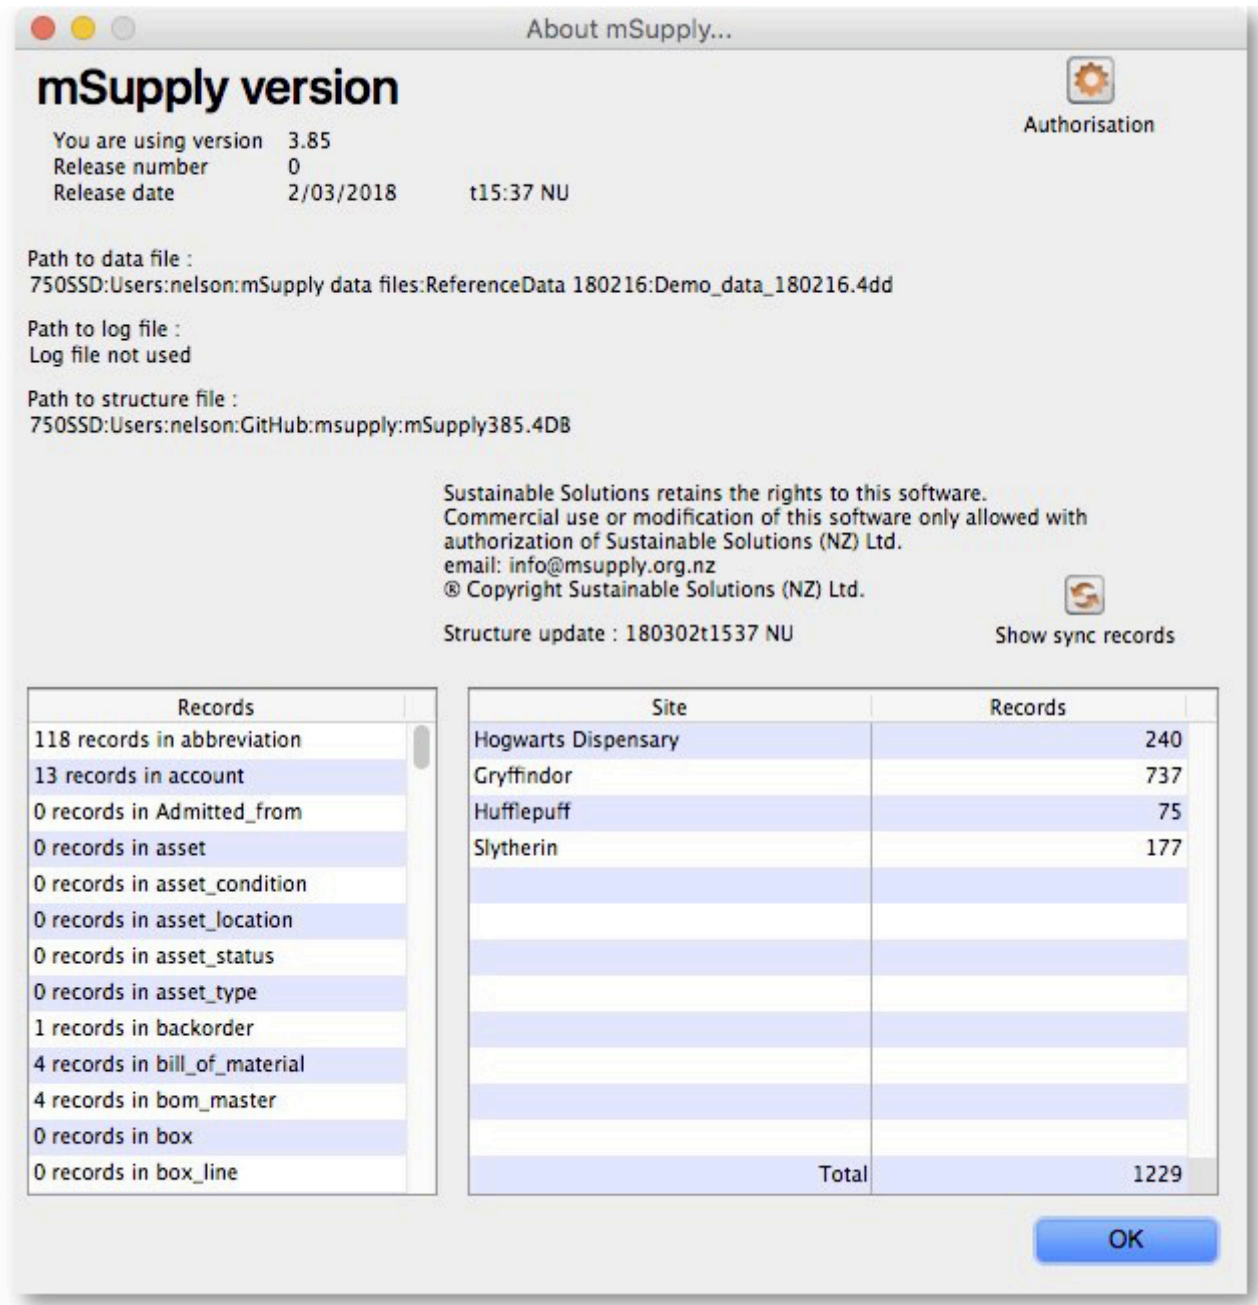 About mSupply...
mSupply version
Authorisation
You are using version 3.85
Release number 0
Release date 2/03/2018 t15:37 NU
Path to data file :
750SSD:Users:nelson:mSupply data files:ReferenceData 180216:Demo_data_180216.4dd
Path to log file :
Log file not used
Path to structure file :
750SSD:Users:nelson:GitHub:msupply:mSupply385.4DB
Sustainable Solutions retains the rights to this software.
Commercial use or modification of this software only allowed with
authorization of Sustainable Solutions (NZ) Ltd.
email: info@msupply.org.nz
® Copyright Sustainable Solutions (NZ) Ltd.
Structure update : 180302t1537 NU
Show sync records
Records
118 records in abbreviation
13 records in account
0 records in Admitted_from
0 records in asset
0 records in asset_condition
0 records in asset_location
0 records in asset_status
0 records in asset_type
1 records in backorder
4 records in bill_of_material
4 records in bom_master
0 records in box
0 records in box_line
Site Records
Hogwarts Dispensary 240
Gryffindor 737
Hufflepuff 75
Slytherin 177
Total 1229
OK